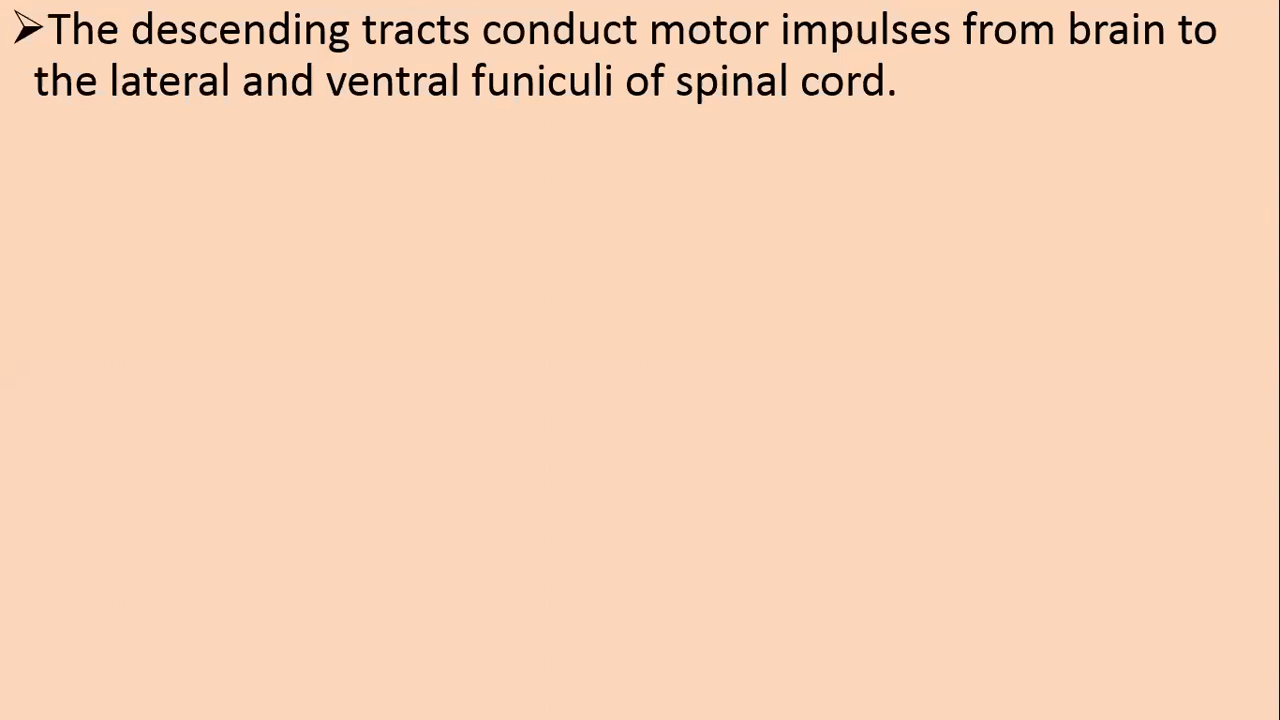 ➢The descending tracts conduct motor impulses from brain to
the lateral and ventral funiculi of spinal cord.